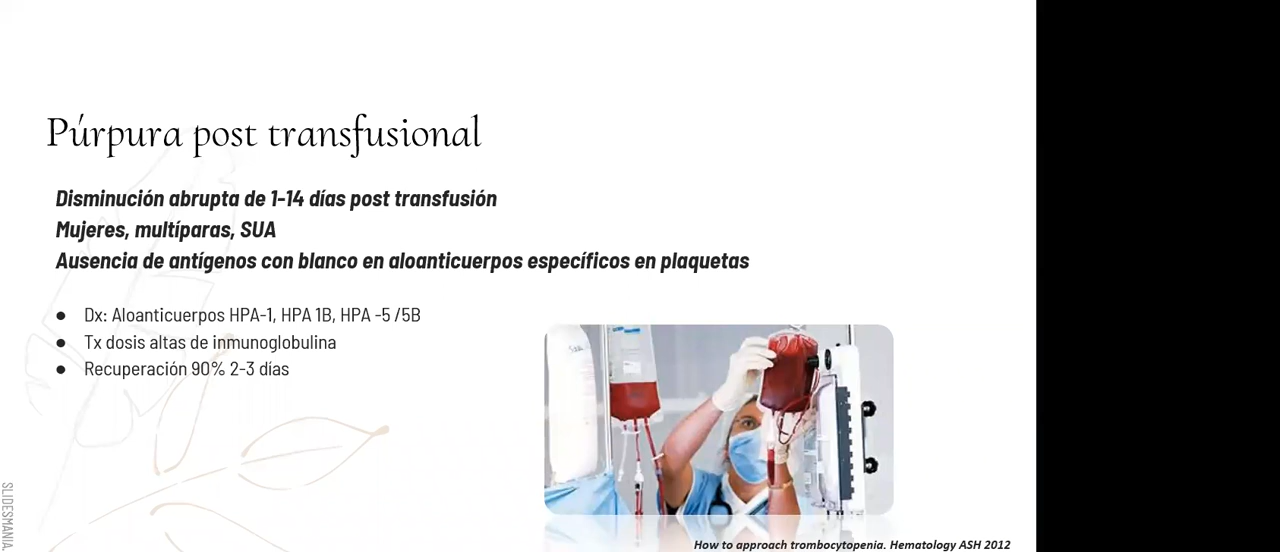 Púrpura post transfusional
Disminución abrupta de 1-14 días post transfusión
Mujeres, multíparas, SUA
Ausencia de antígenos con blanco en aloanticuerpos específicos en plaquetas
● Dx: Aloanticuerpos HPA-1, HPA 1B, HPA -5 /5B
● Tx dosis altas de inmunoglobulina
● Recuperación 90% 2-3 días
SLIDESMANIA.
How to approach trombocytopenia. Hematology ASH 2012